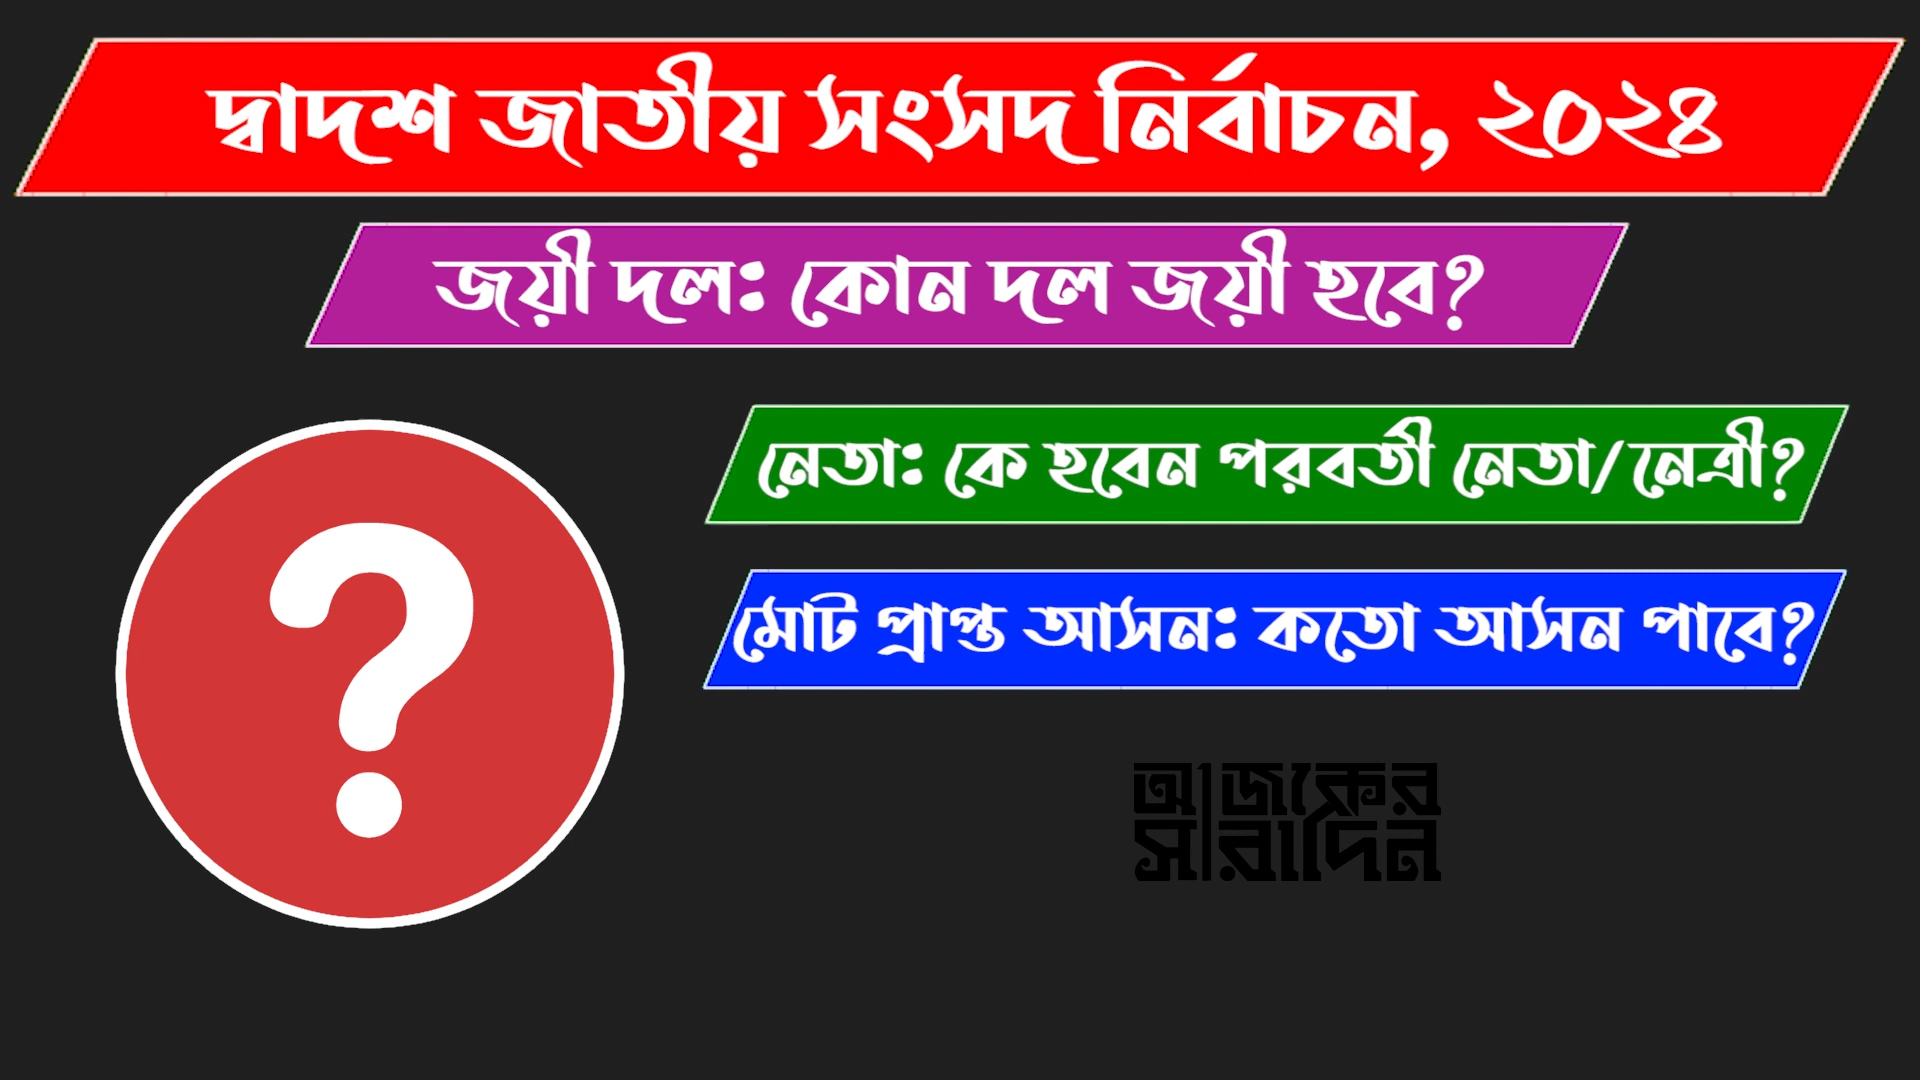 দ্বাদশ জাতীয় সংসদ নির্বাচন, ২০২৪
জয়ী দল: কোন দল জয়ী হবে?
নেতা: কে হবেন পরবর্তী নেতা/নেত্রী?
মোট প্রাপ্ত আসন: কতো আসন পাবে?
আজকের
সারাদিন